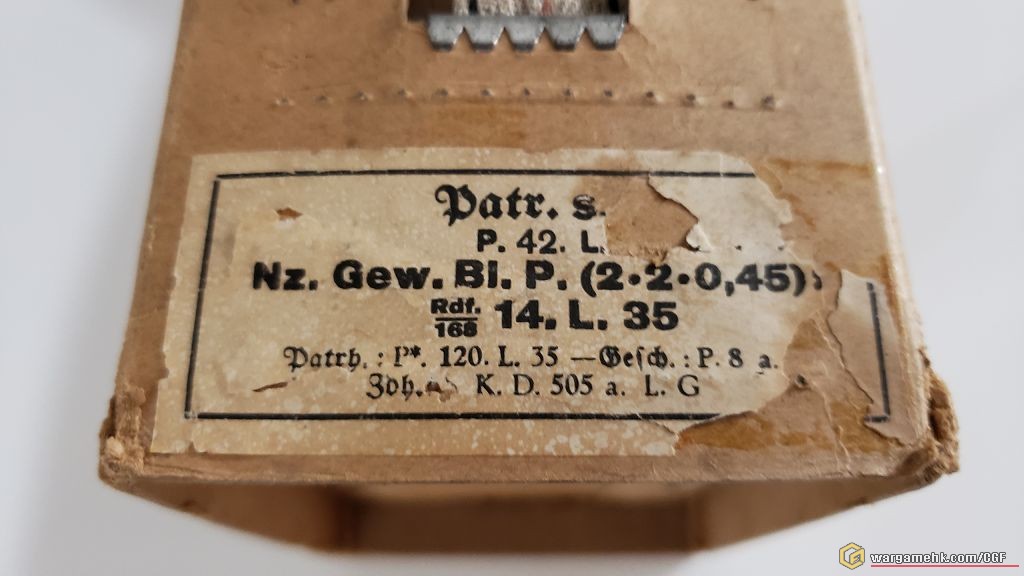 Patr. s.
P. 42. L.
Nz. Gew. Bl. P. (2·2·0,45):
Rdf.
168 14. L. 35
Patrh.: P*. 120. L. 35 — Gesch.: P. 8 a.
K. D. 505 a. L. G
wargamehk.com/CGF